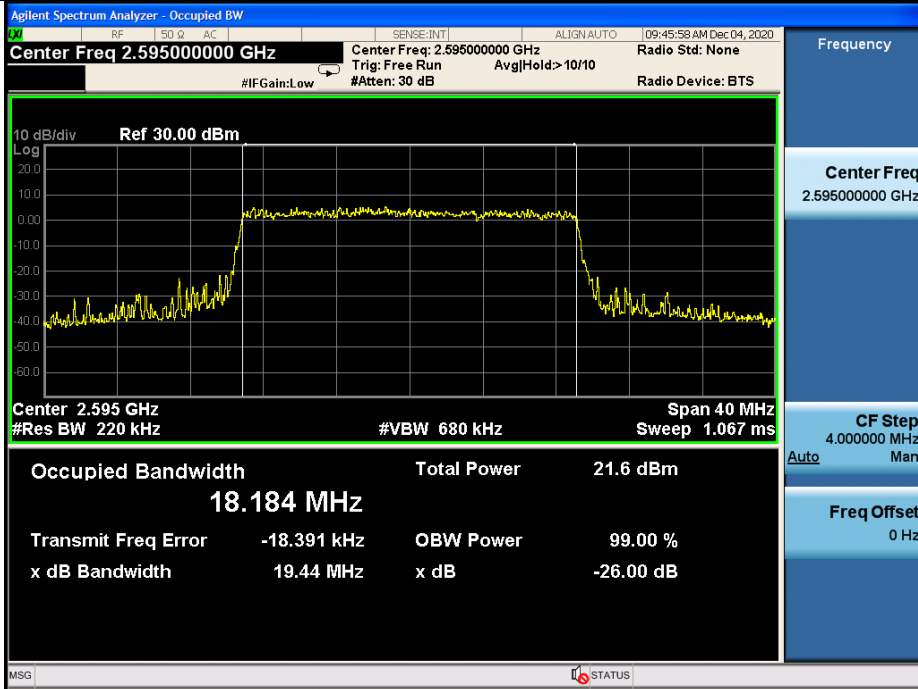 Agilent Spectrum Analyzer - Occupied BW
LXI RF 50 Ω AC SENSE:INT ALIGN AUTO 09:45:58 AM Dec 04, 2020
Center Freq 2.595000000 GHz
Center Freq: 2.595000000 GHz Radio Std: None
Trig: Free Run Avg|Hold:> 10/10
#IFGain:Low #Atten: 30 dB Radio Device: BTS
10 dB/div Ref 30.00 dBm
Log
20.0
10.0
0.00
-10.0
-20.0
-30.0
-40.0
-50.0
-60.0
Center 2.595 GHz Span 40 MHz
#Res BW 220 kHz #VBW 680 kHz Sweep 1.067 ms
Occupied Bandwidth Total Power 21.6 dBm
18.184 MHz
Transmit Freq Error -18.391 kHz OBW Power 99.00 %
x dB Bandwidth 19.44 MHz x dB -26.00 dB
MSG STATUS
Frequency
Center Freq
2.595000000 GHz
CF Step
4.000000 MHz
Auto Man
Freq Offset
0 Hz